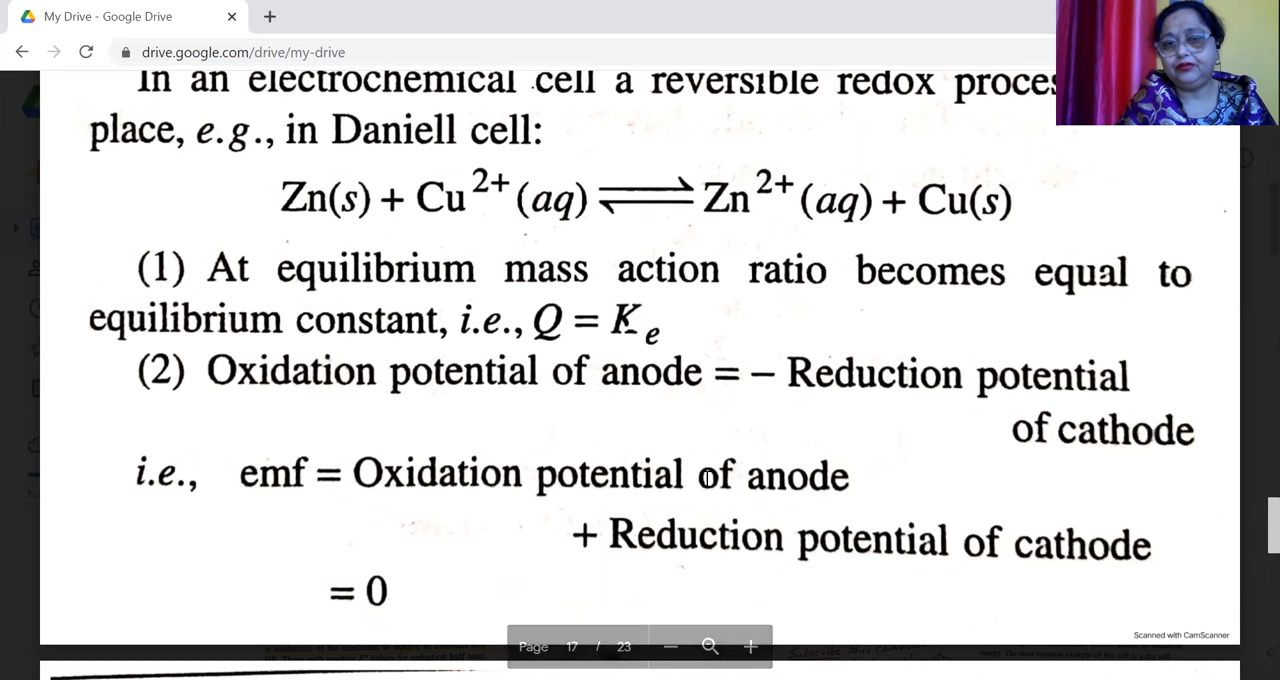 My Drive - Google Drive
drive.google.com/drive/my-drive
In an electrochemical cell a reversible redox
place, e.g., in Daniell cell:
Zn(s) + Cu²⁺(aq) ⇌ Zn²⁺(aq) + Cu(s)
(1) At equilibrium mass action ratio becomes equal to
equilibrium constant, i.e., Q = Kₑ
(2) Oxidation potential of anode = – Reduction potential
of cathode
i.e., emf = Oxidation potential of anode
+ Reduction potential of cathode
= 0
Scanned with CamScanner
Page 17 / 23